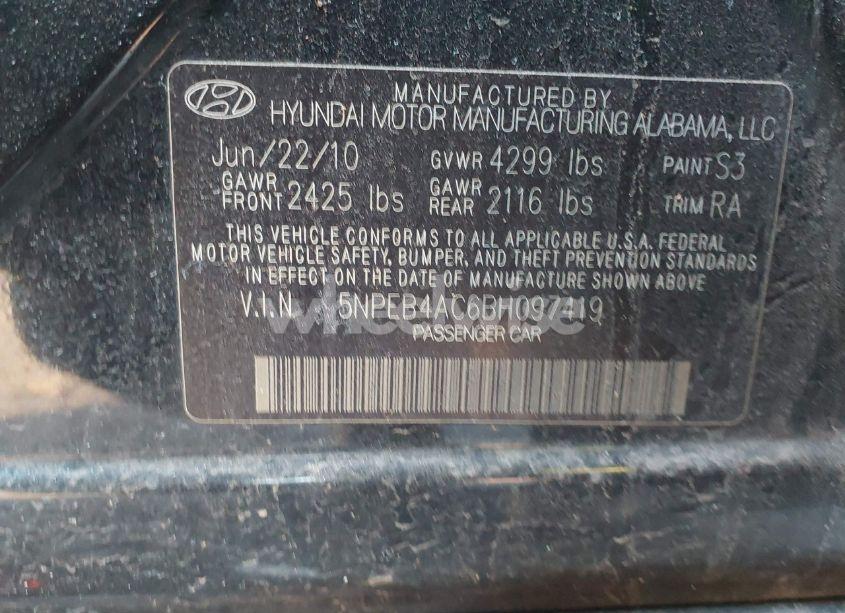 MANUFACTURED BY
HYUNDAI MOTOR MANUFACTURING ALABAMA, LLC
Jun/22/10 GVWR 4299 lbs PAINT S3
GAWR FRONT 2425 lbs GAWR REAR 2116 lbs TRIM RA
THIS VEHICLE CONFORMS TO ALL APPLICABLE U.S.A. FEDERAL
MOTOR VEHICLE SAFETY, BUMPER, AND THEFT PREVENTION STANDARDS
IN EFFECT ON THE DATE OF MANUFACTURE SHOWN ABOVE
V.I.N 5NPEB4AC6BH097419
PASSENGER CAR